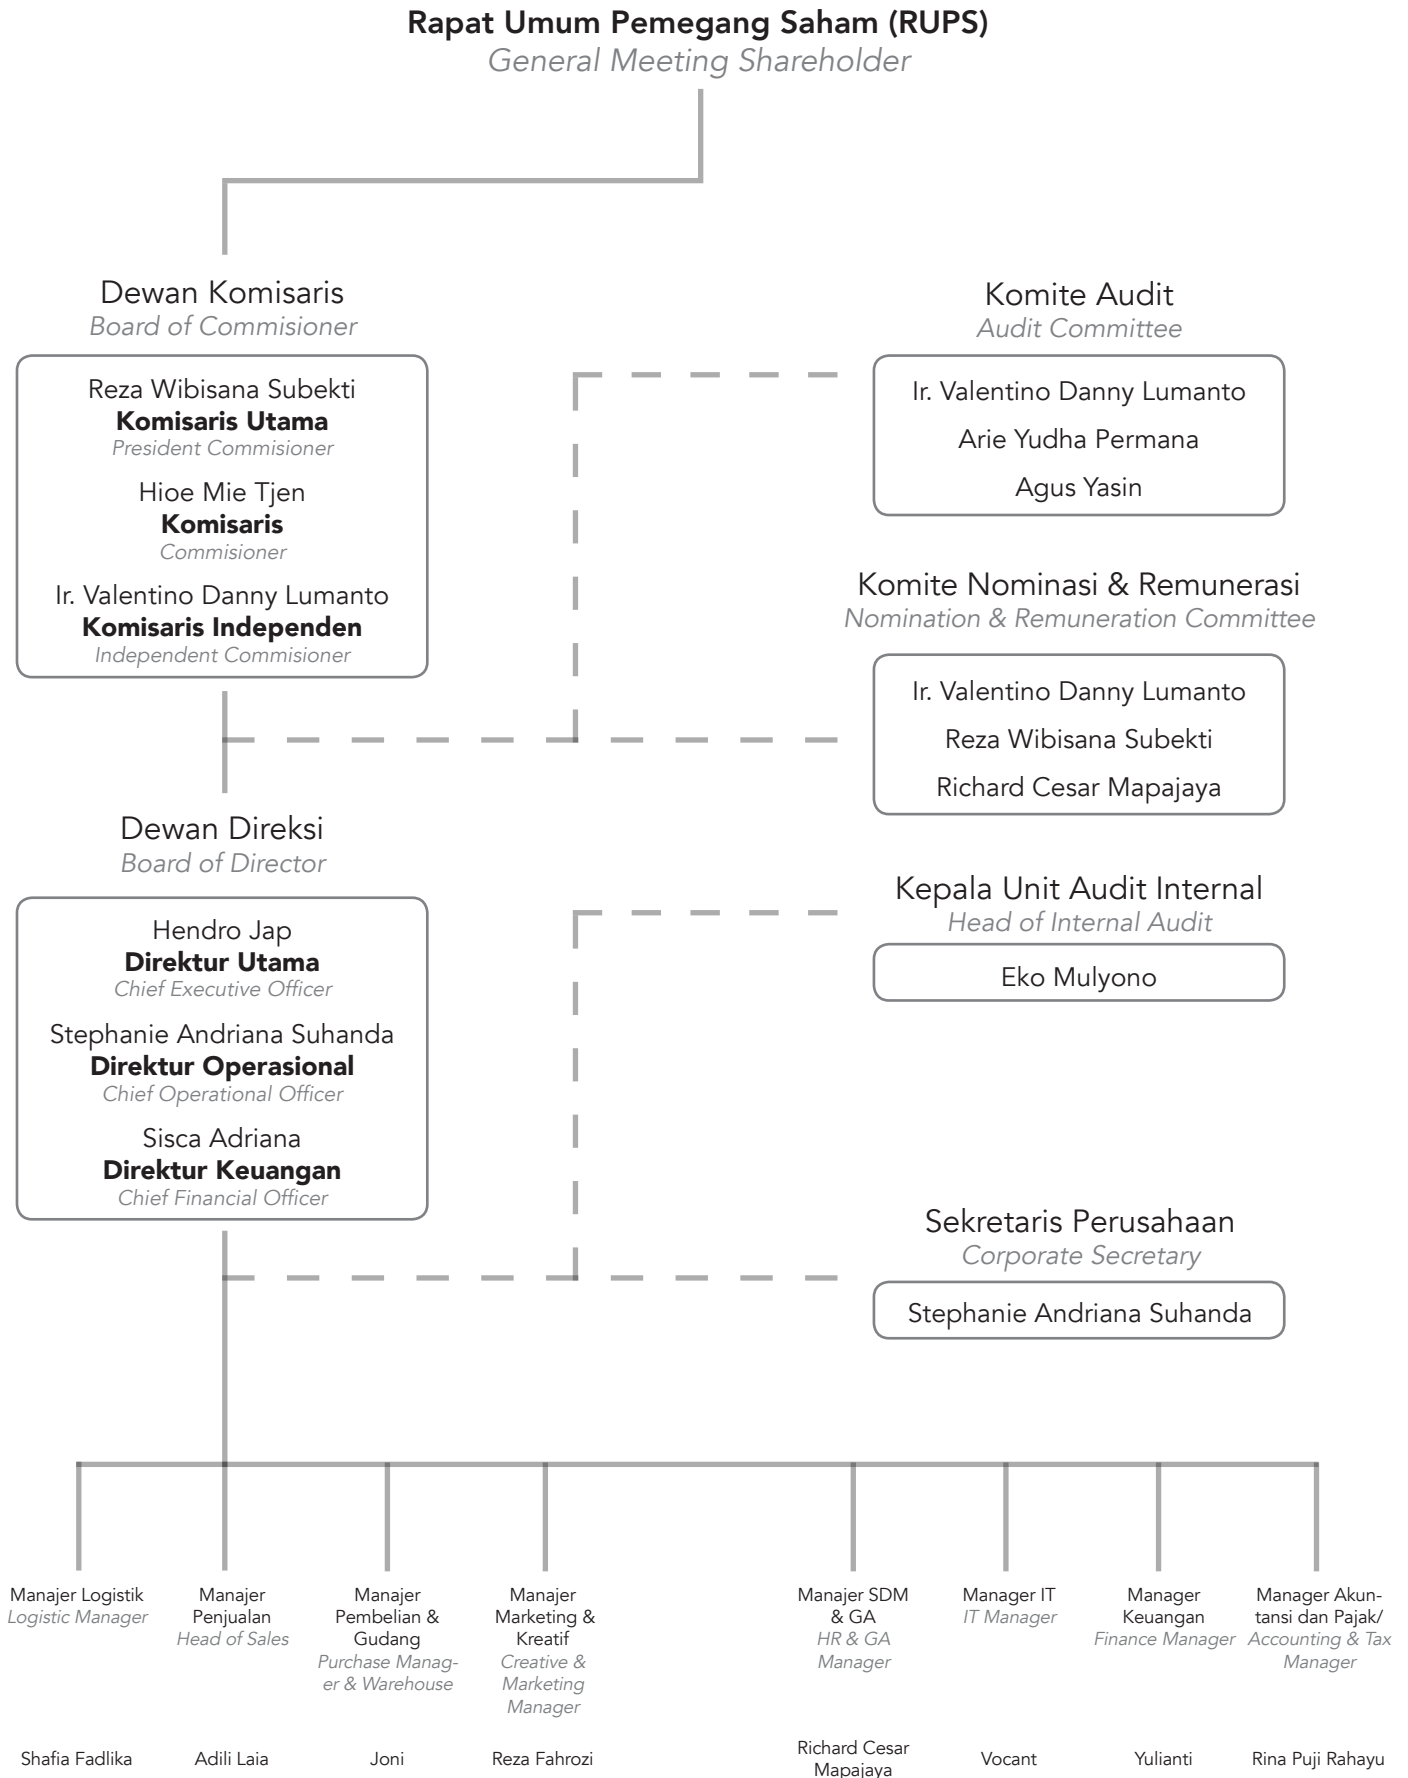 Rapat Umum Pemegang Saham (RUPS)
General Meeting Shareholder
Dewan Komisaris
Board of Commisioner
Reza Wibisana Subekti
Komisaris Utama
President Commisioner
Hioe Mie Tjen
Komisaris
Commisioner
Ir. Valentino Danny Lumanto
Komisaris Independen
Independent Commisioner
Komite Audit
Audit Committee
Ir. Valentino Danny Lumanto
Arie Yudha Permana
Agus Yasin
Komite Nominasi & Remunerasi
Nomination & Remuneration Committee
Ir. Valentino Danny Lumanto
Reza Wibisana Subekti
Richard Cesar Mapajaya
Dewan Direksi
Board of Director
Hendro Jap
Direktur Utama
Chief Executive Officer
Stephanie Andriana Suhanda
Direktur Operasional
Chief Operational Officer
Sisca Adriana
Direktur Keuangan
Chief Financial Officer
Kepala Unit Audit Internal
Head of Internal Audit
Eko Mulyono
Sekretaris Perusahaan
Corporate Secretary
Stephanie Andriana Suhanda
Manajer Logistik
Logistic Manager
Shafia Fadlika
Manajer
Penjualan
Head of Sales
Adili Laia
Manajer
Pembelian &
Gudang
Purchase Manag-
er & Warehouse
Joni
Manajer
Marketing &
Kreatif
Creative &
Marketing
Manager
Reza Fahrozi
Manajer SDM
& GA
HR & GA
Manager
Richard Cesar
Mapajaya
Manager IT
IT Manager
Vocant
Manager
Keuangan
Finance Manager
Yulianti
Manager Akun-
tansi dan Pajak/
Accounting & Tax
Manager
Rina Puji Rahayu